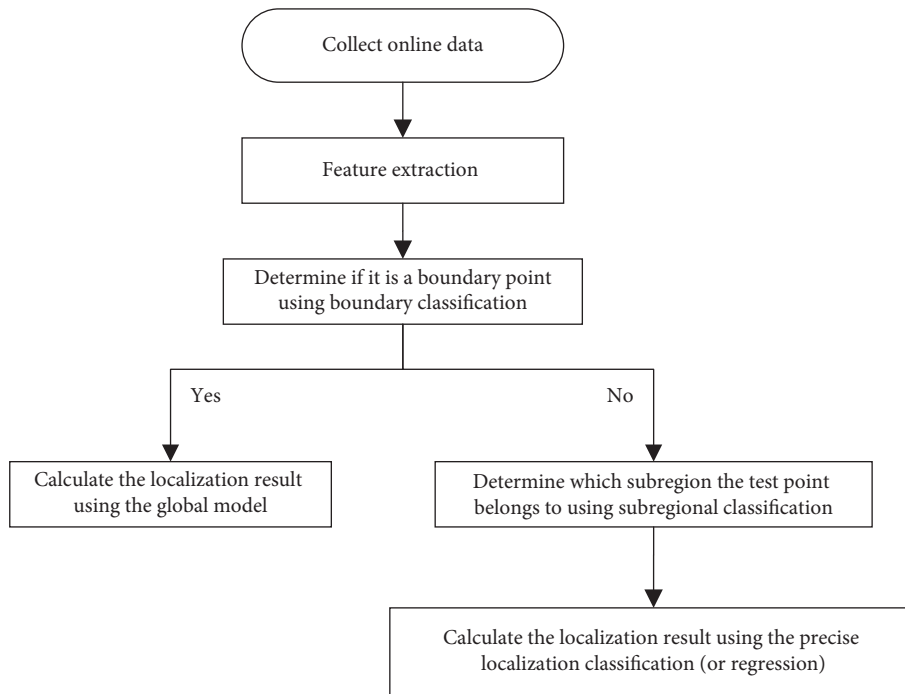 Collect online data
Feature extraction
Determine if it is a boundary point
using boundary classification
Yes
No
Calculate the localization result
using the global model
Determine which subregion the test point
belongs to using subregional classification
Calculate the localization result using the precise
localization classification (or regression)